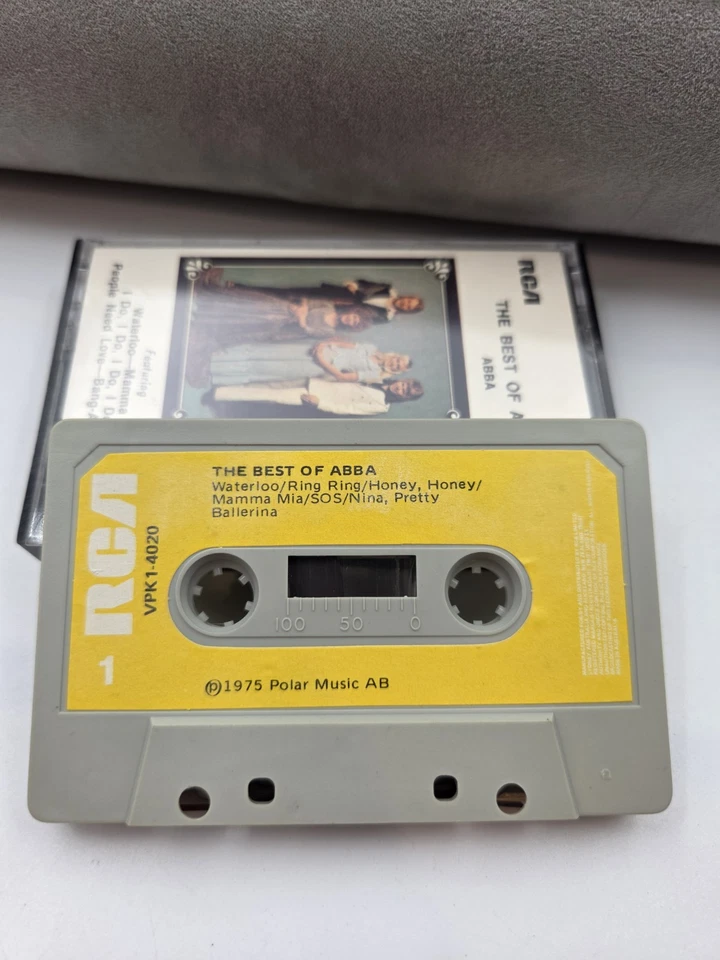 RCA
THE BEST OF
ABBA
Featuring
Waterloo—Mamma
I Do, I Do, I Do, I Do
People Need Love—Bang-A
THE BEST OF ABBA
Waterloo/Ring Ring/Honey, Honey/
Mamma Mia/SOS/Nina, Pretty
Ballerina
RCA
VPK1-4020
1
100 50 0
℗1975 Polar Music AB